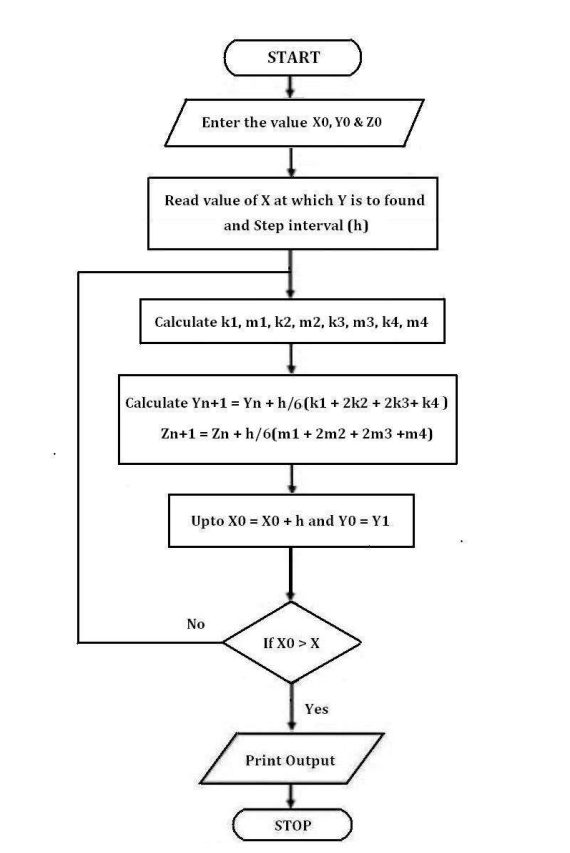 START
Enter the value X0, Y0 & Z0
Read value of X at which Y is to found
and Step interval (h)
Calculate k1, m1, k2, m2, k3, m3, k4, m4
Calculate Yn+1 = Yn + h/6(k1 + 2k2 + 2k3+ k4 )
Zn+1 = Zn + h/6(m1 + 2m2 + 2m3 +m4)
Upto X0 = X0 + h and Y0 = Y1
No
If X0 > X
Yes
Print Output
STOP